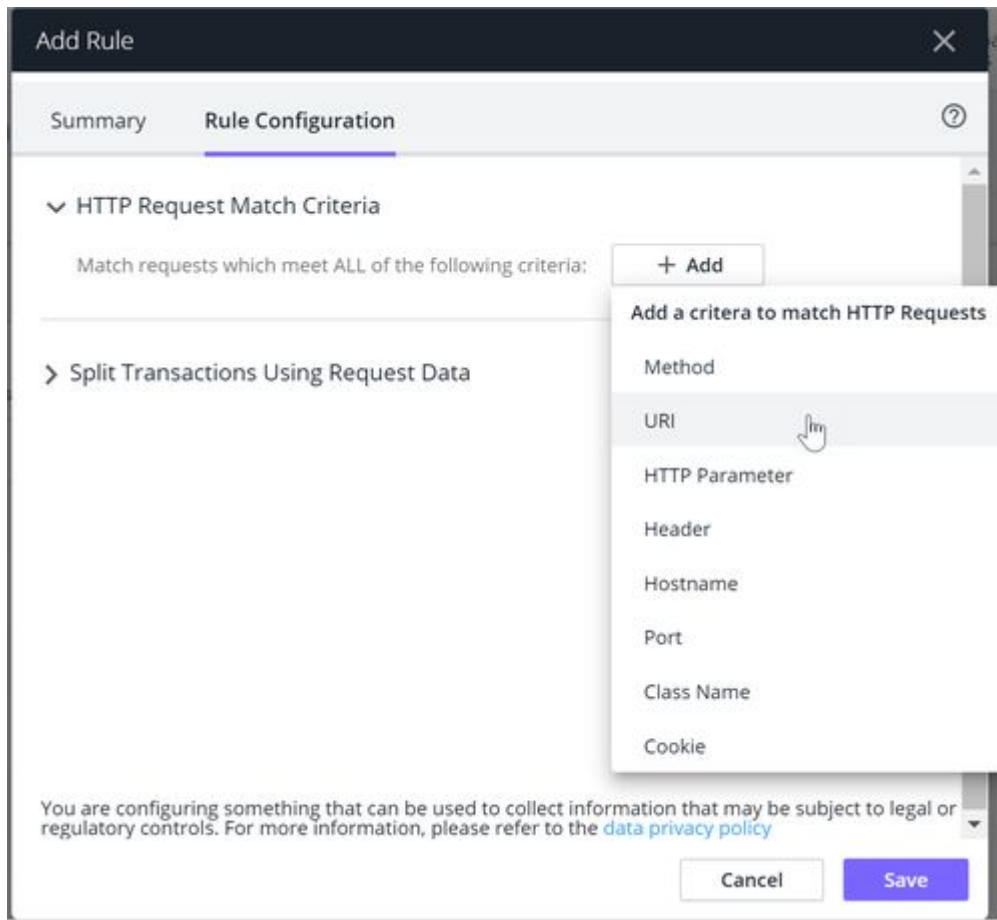 Add Rule
Summary Rule Configuration
HTTP Request Match Criteria
Match requests which meet ALL of the following criteria: + Add
Add a critera to match HTTP Requests
Method
Split Transactions Using Request Data
URI
HTTP Parameter
Header
Hostname
Port
Class Name
Cookie
You are configuring something that can be used to collect information that may be subject to legal or
regulatory controls. For more information, please refer to the data privacy policy
Cancel Save